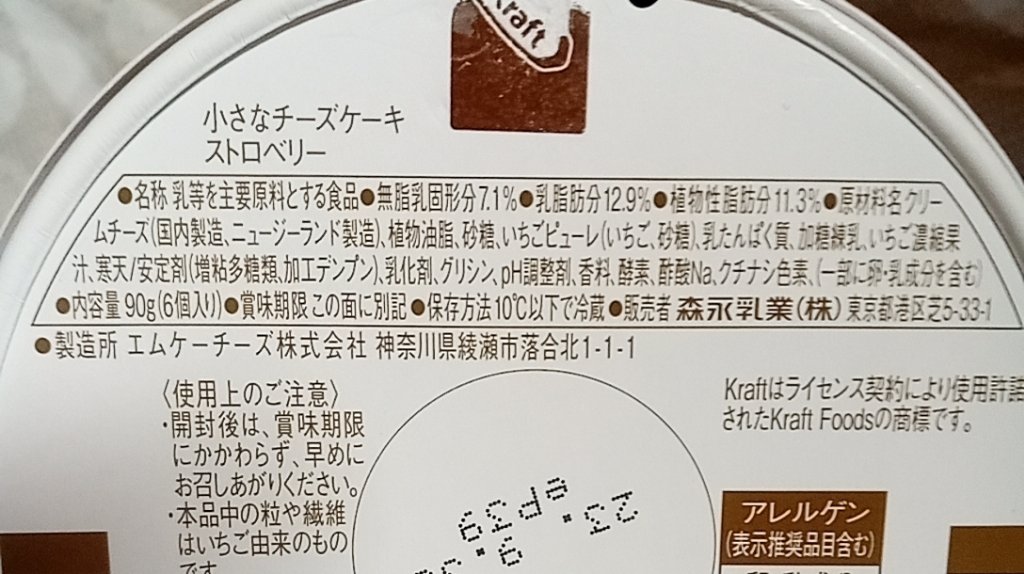 Kraft
小さなチーズケーキ
ストロベリー
●名称 乳等を主要原料とする食品●無脂乳固形分7.1%●乳脂肪分12.9%●植物性脂肪分11.3%●原材料名クリー
ムチーズ(国内製造、ニュージーランド製造)、植物油脂、砂糖、いちごピューレ(いちご、砂糖)、乳たんぱく質、加糖練乳、いちご濃縮果
汁、寒天/安定剤(増粘多糖類、加工デンプン)、乳化剤、グリシン、pH調整剤、香料、酵素、酢酸Na、クチナシ色素、(一部に卵・乳成分を含む)
●内容量 90g(6個入り)●賞味期限 この面に別記●保存方法 10℃以下で冷蔵●販売者 森永乳業(株)東京都港区芝5-33-1
●製造所 エムケーチーズ株式会社 神奈川県綾瀬市落合北1-1-1
〈使用上のご注意〉
・開封後は、賞味期限
にかかわらず、早めに
お召しあがりください。
・本品中の粒や繊維
はいちご由来のもの
です。
Kraftはライセンス契約により使用許諾
されたKraft Foodsの商標です。
アレルゲン
(表示推奨品目含む)